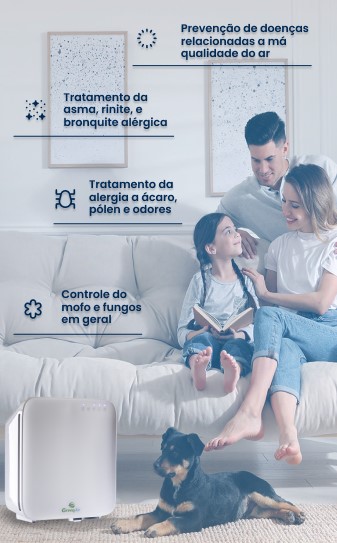 Prevenção de doenças
relacionadas a má
qualidade do ar
Tratamento da
asma, rinite, e
bronquite alérgica
Tratamento da
alergia a ácaro,
pólen e odores
Controle do
mofo e fungos
em geral